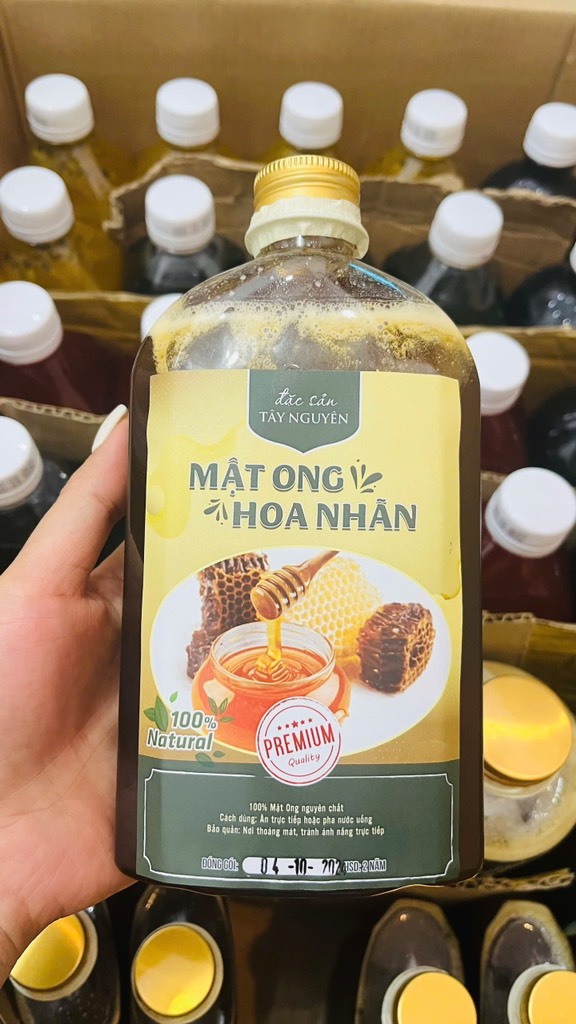 đặc sản
TÂY NGUYÊN
MẬT ONG
HOA NHÃN
100%
Natural
PREMIUM
Quality
100% Mật Ong nguyên chất
Cách dùng: Ăn trực tiếp hoặc pha nước uống
Bảo quản: Nơi thoáng mát, tránh ánh nắng trực tiếp
ĐÓNG GÓI: 04 -10- HSD: 2 NĂM